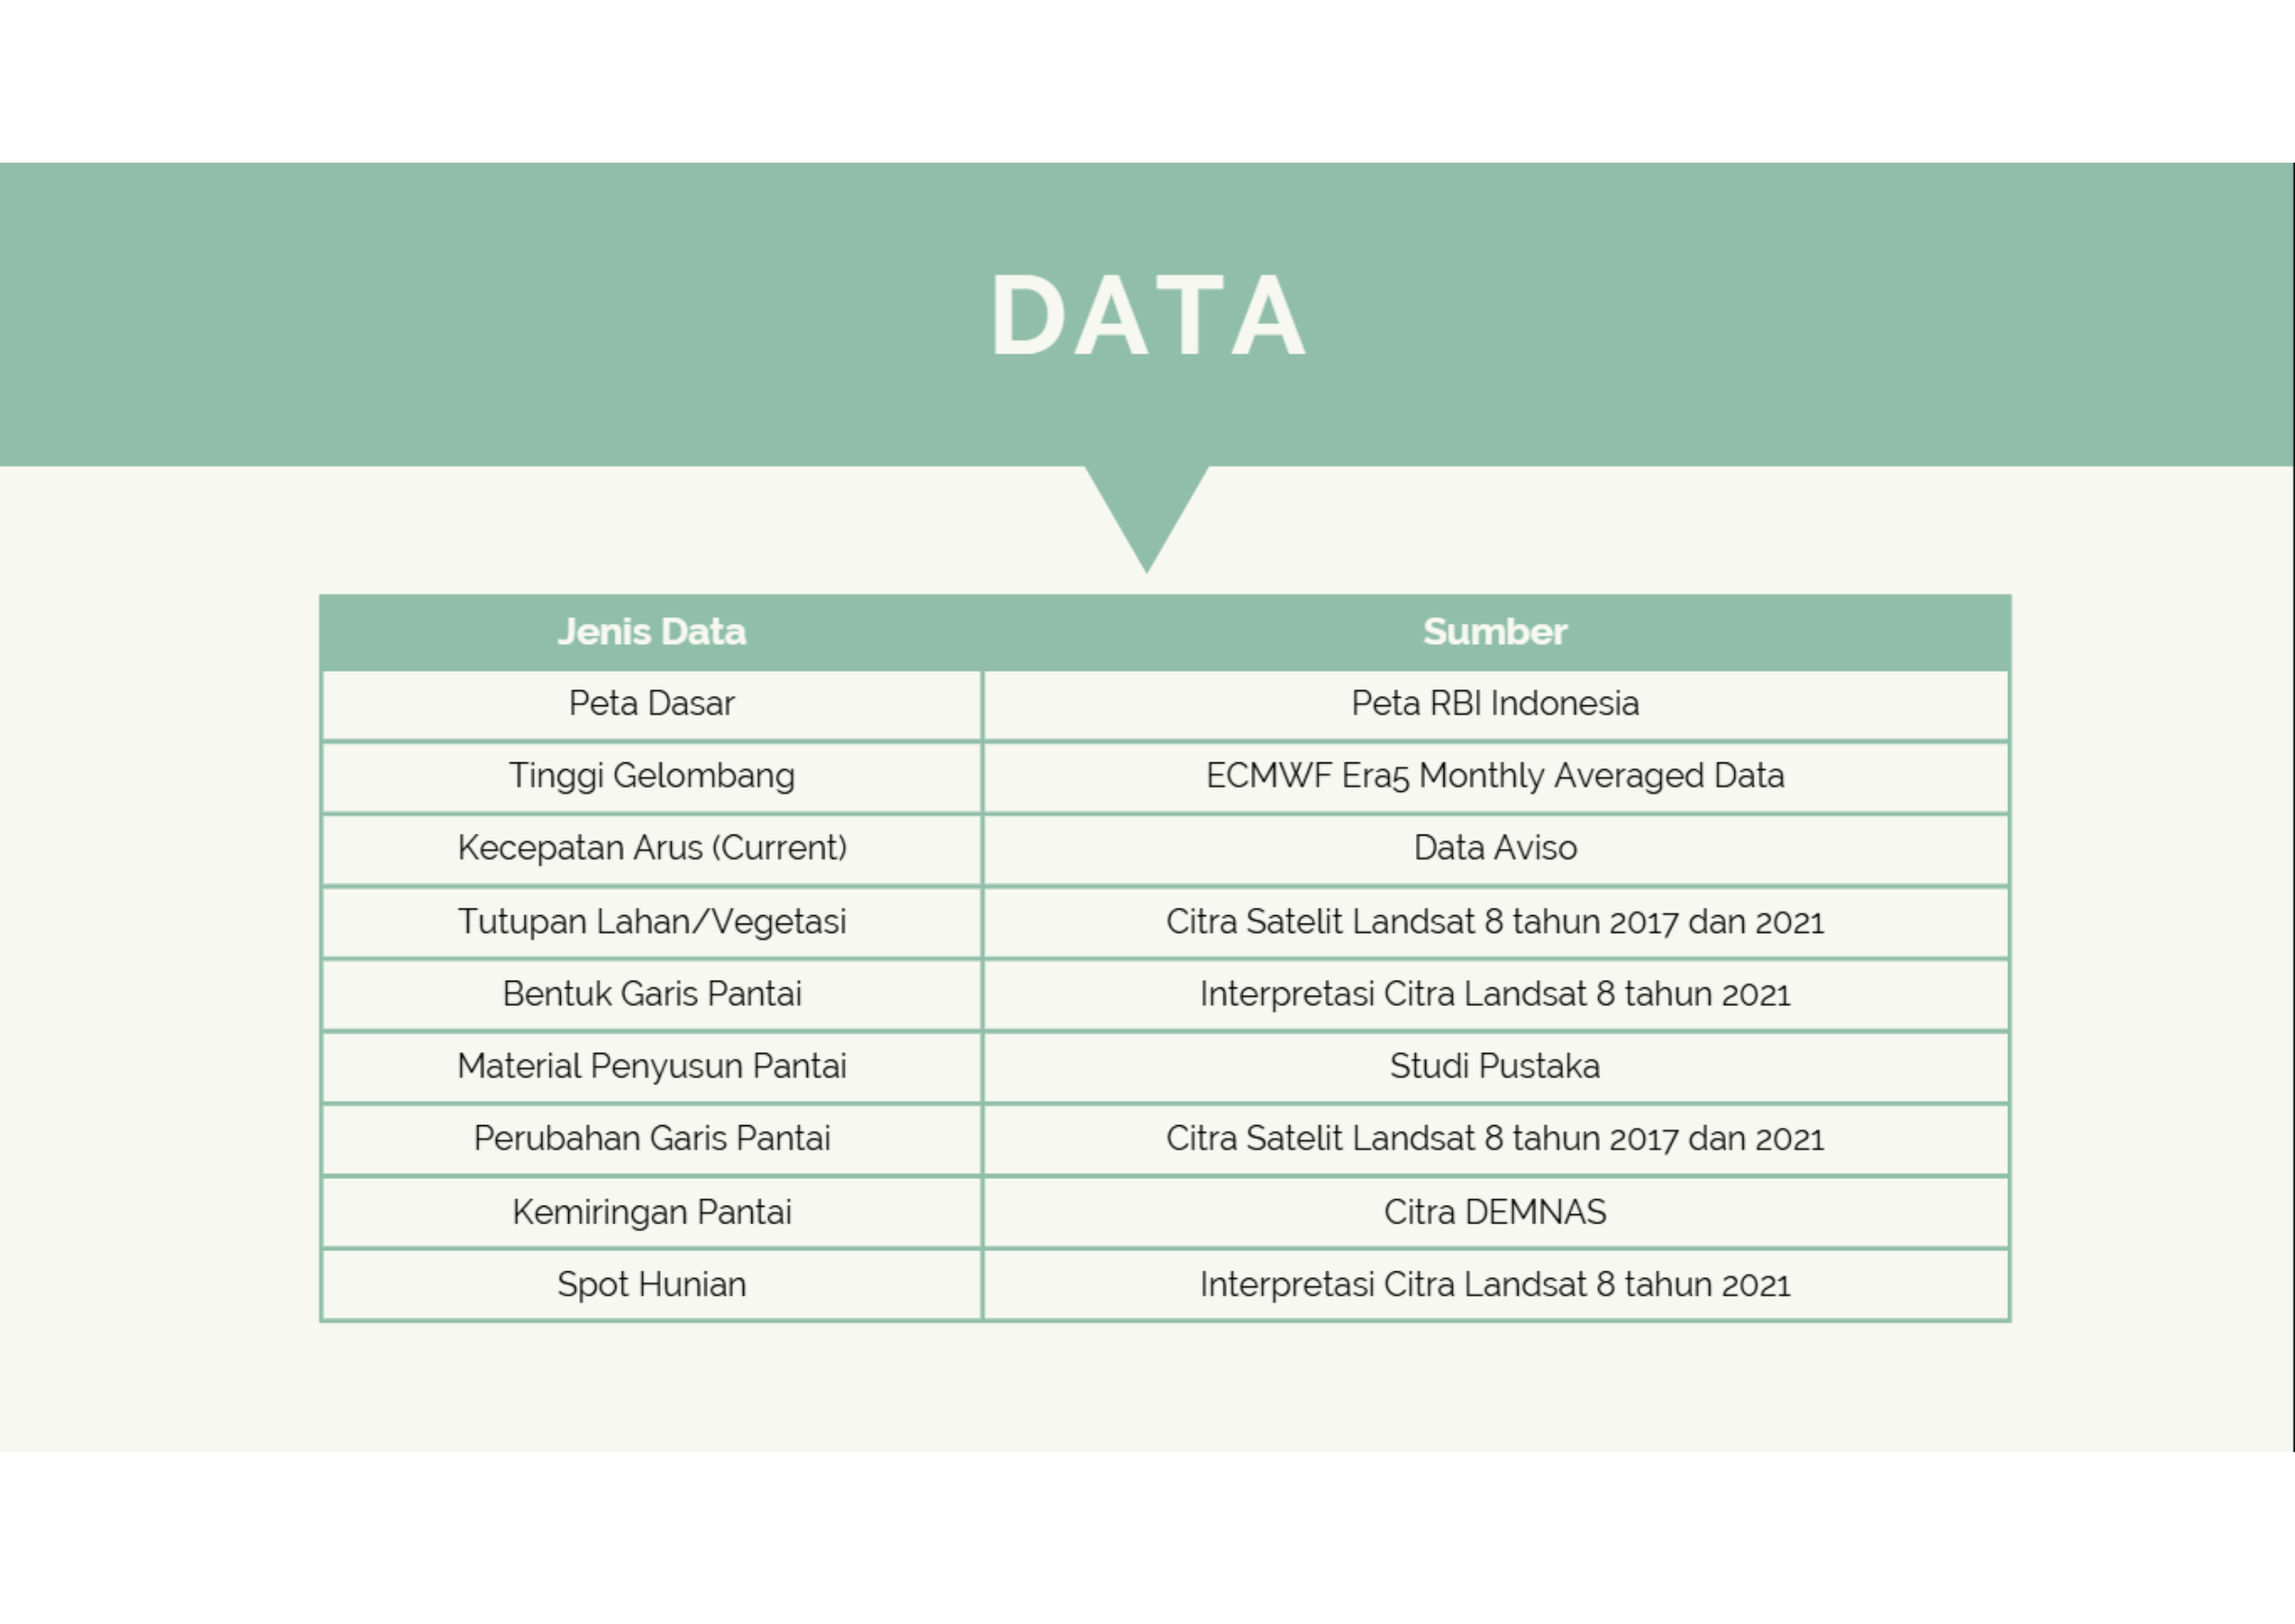 DATA
Jenis Data Sumber
Peta Dasar Peta RBI Indonesia
Tinggi Gelombang ECMWF Era5 Monthly Averaged Data
Kecepatan Arus (Current) Data Aviso
Tutupan Lahan/Vegetasi Citra Satelit Landsat 8 tahun 2017 dan 2021
Bentuk Garis Pantai Interpretasi Citra Landsat 8 tahun 2021
Material Penyusun Pantai Studi Pustaka
Perubahan Garis Pantai Citra Satelit Landsat 8 tahun 2017 dan 2021
Kemiringan Pantai Citra DEMNAS
Spot Hunian Interpretasi Citra Landsat 8 tahun 2021